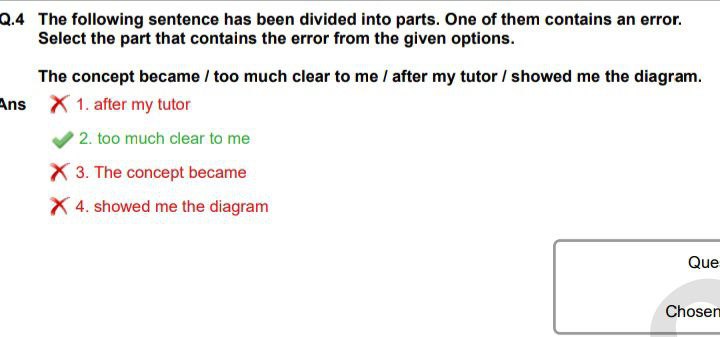 Q.4 The following sentence has been divided into parts. One of them contains an error.
Select the part that contains the error from the given options.
The concept became / too much clear to me / after my tutor / showed me the diagram.
Ans 1. after my tutor
2. too much clear to me
3. The concept became
4. showed me the diagram
Que
Chosen